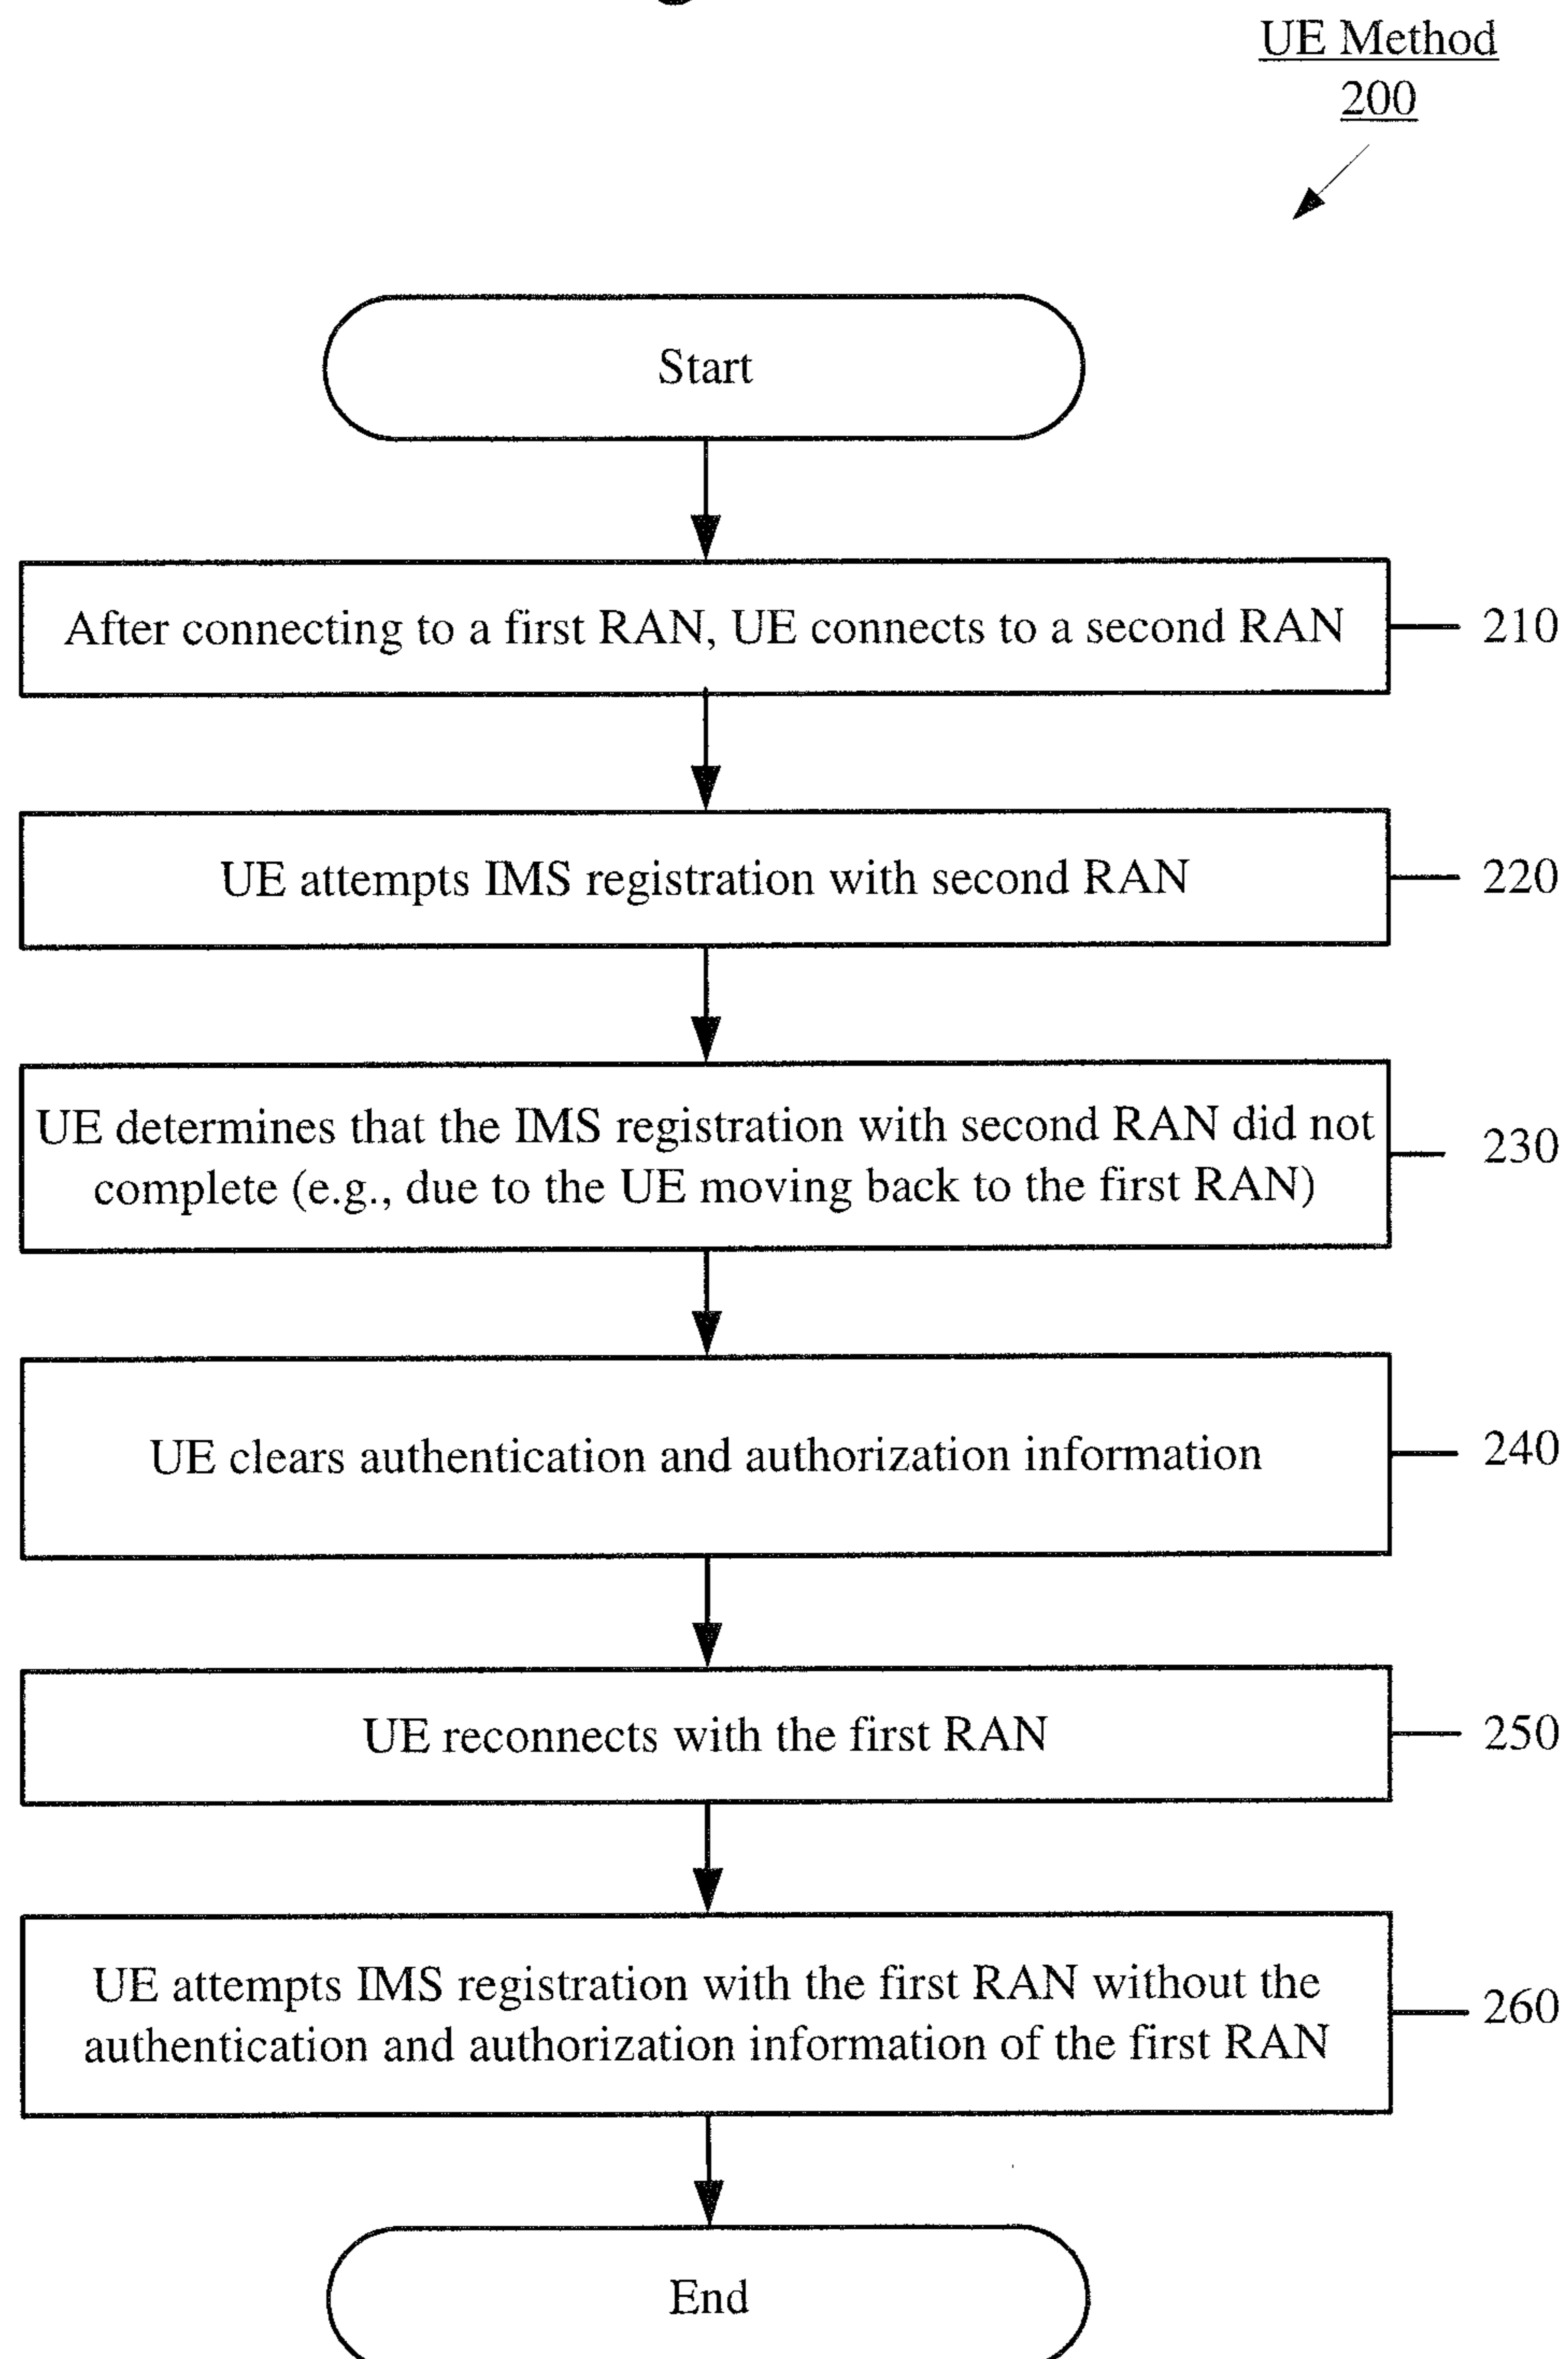 UE Method
200
Start
After connecting to a first RAN, UE connects to a second RAN
210
UE attempts IMS registration with second RAN
220
UE determines that the IMS registration with second RAN did not
complete (e.g., due to the UE moving back to the first RAN)
230
UE clears authentication and authorization information
240
UE reconnects with the first RAN
250
UE attempts IMS registration with the first RAN without the
authentication and authorization information of the first RAN
260
End